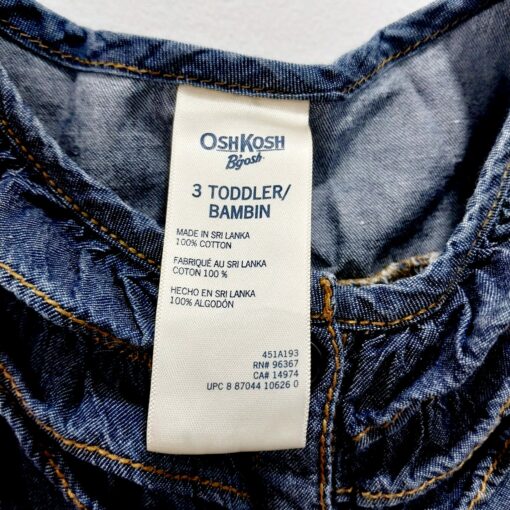 OSHKOSH
B'gosh
3 TODDLER/
BAMBIN
MADE IN SRI LANKA
100% COTTON
FABRIQUÉ AU SRI LANKA
COTON 100 %
HECHO EN SRI LANKA
100% ALGODÓN
451A193
RN# 96367
CA# 14974
UPC 8 87044 10626 0